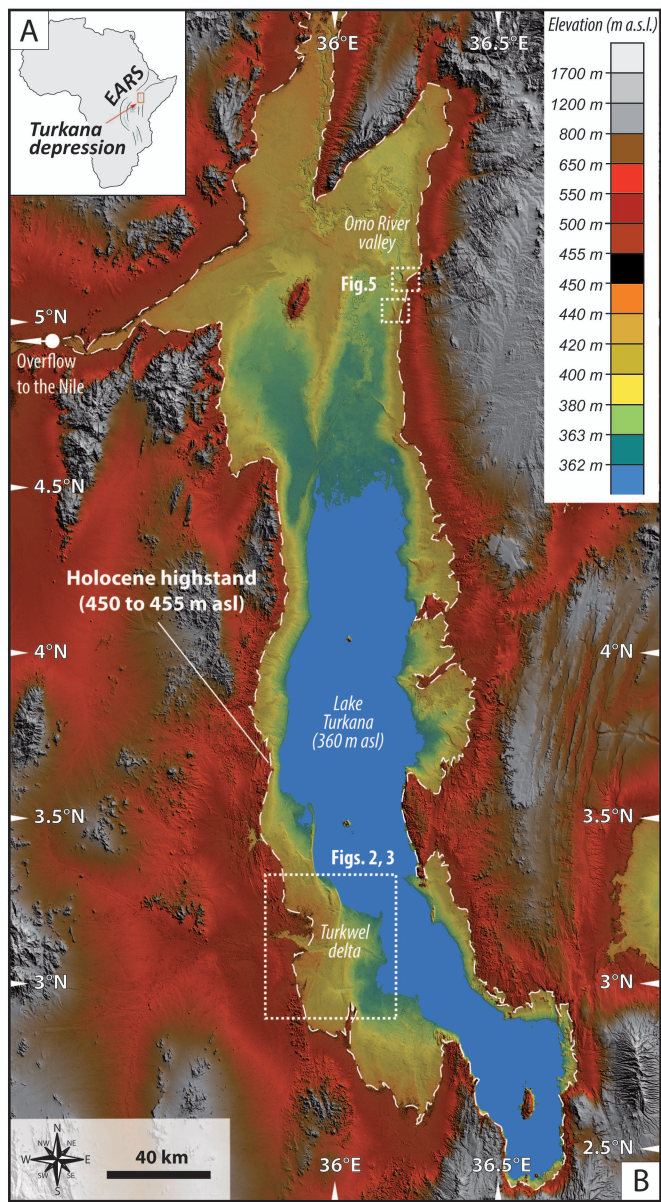 A
EARS
Turkana
depression
36°E
36.5°E
Elevation (m a.s.l.)
1700 m
1200 m
800 m
650 m
550 m
500 m
455 m
450 m
440 m
420 m
400 m
380 m
363 m
362 m
Omo River
valley
Fig.5
5°N
Overflow
to the Nile
4.5°N
Holocene highstand
(450 to 455 m asl)
4°N
4°N
Lake
Turkana
(360 m asl)
3.5°N
3.5°N
Figs. 2, 3
Turkwel
delta
3°N
3°N
N
NW
NE
W
E
SW
SE
S
40 km
36°E
36.5°E
2.5°N
B